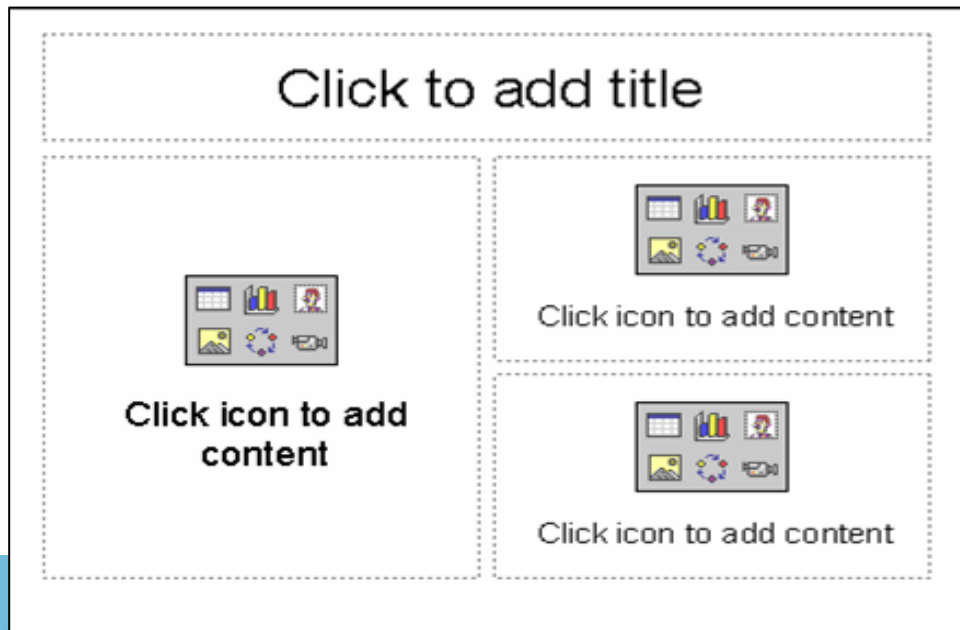 Click to add title
Click icon to add
content
Click icon to add content
Click icon to add content